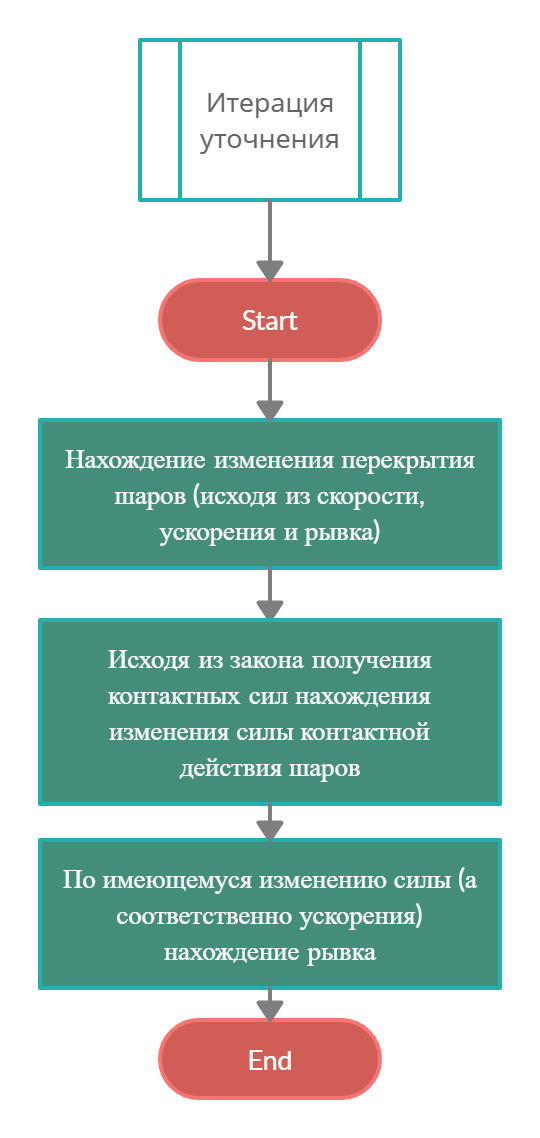 Итерация
уточнения
Start
Нахождение изменения перекрытия
шаров (исходя из скорости,
ускорения и рывка)
Исходя из закона получения
контактных сил нахождения
изменения силы контактной
действия шаров
По имеющемуся изменению силы (а
соответственно ускорения)
нахождение рывка
End